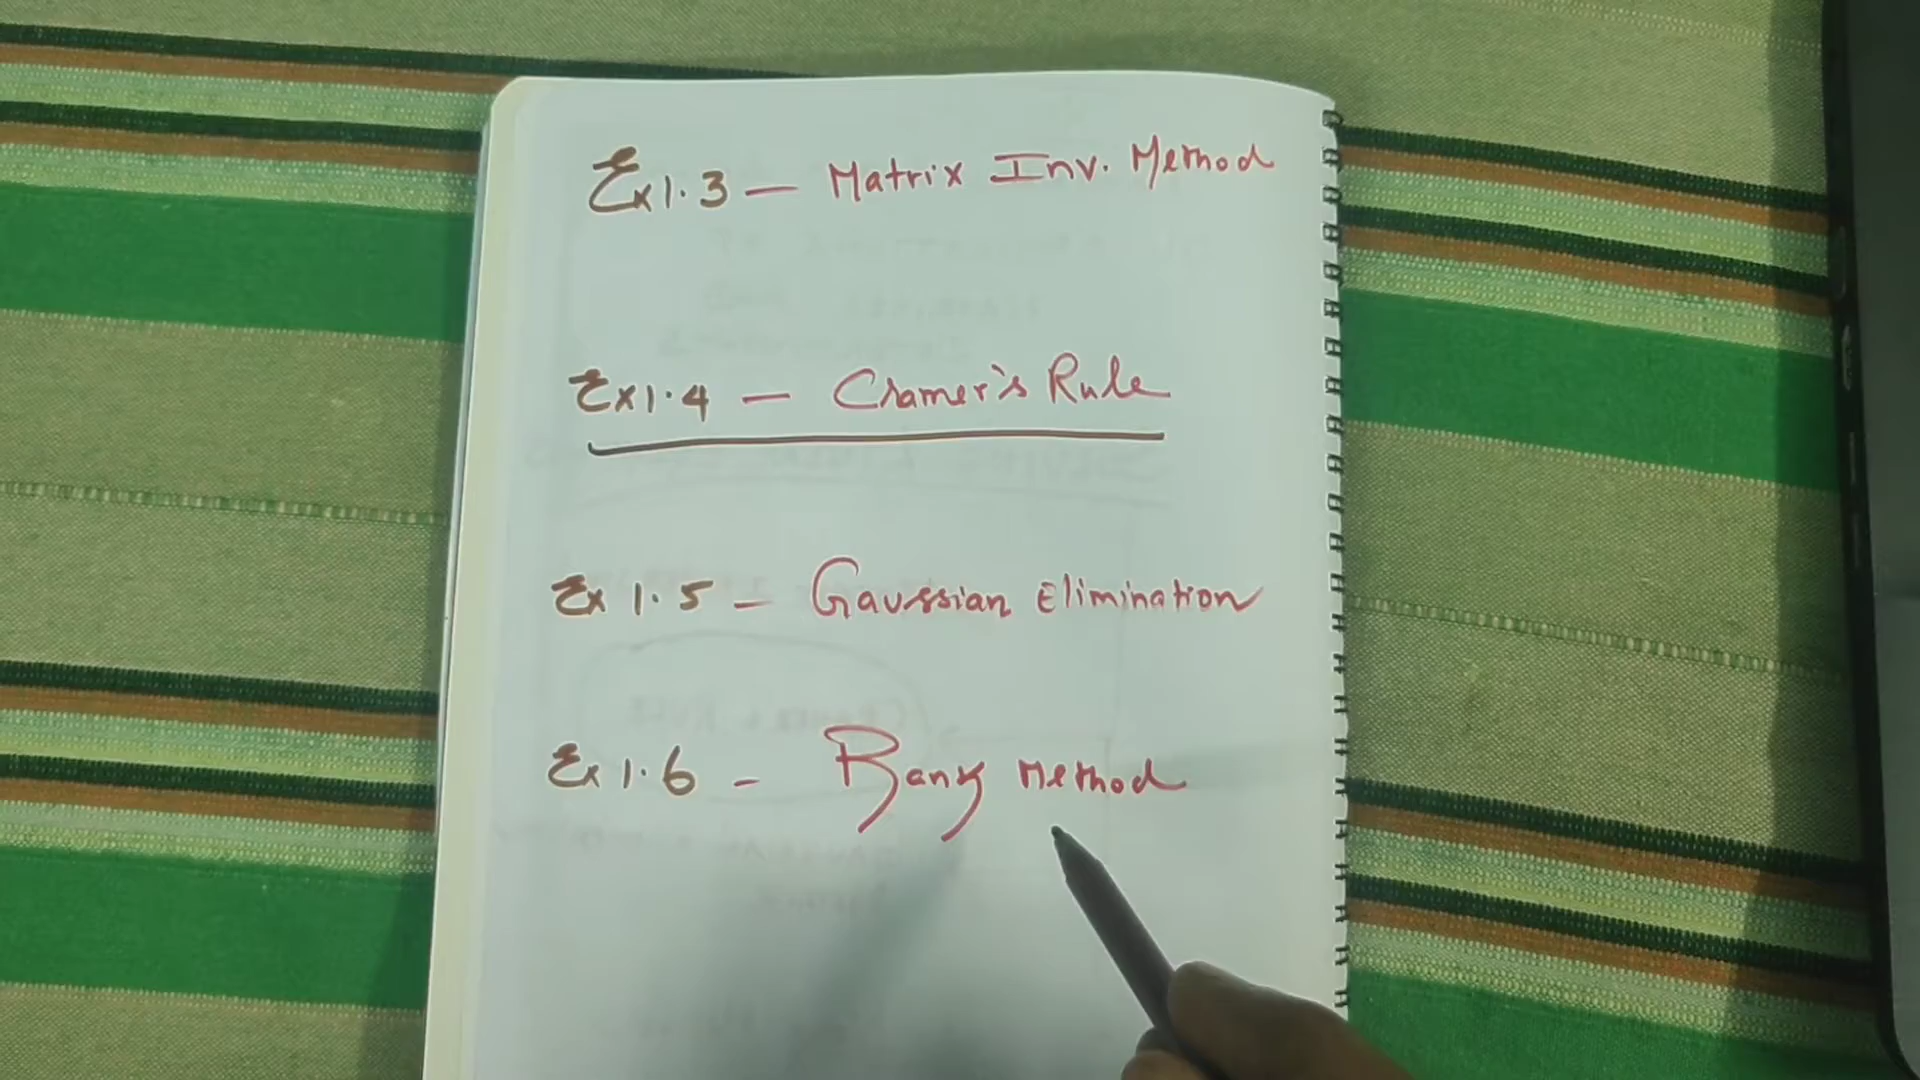 Ex 1.3 — Matrix Inv. Method
Ex 1.4 — Cramer's Rule
Ex 1.5 — Gaussian Elimination
Ex 1.6 - Rank Method